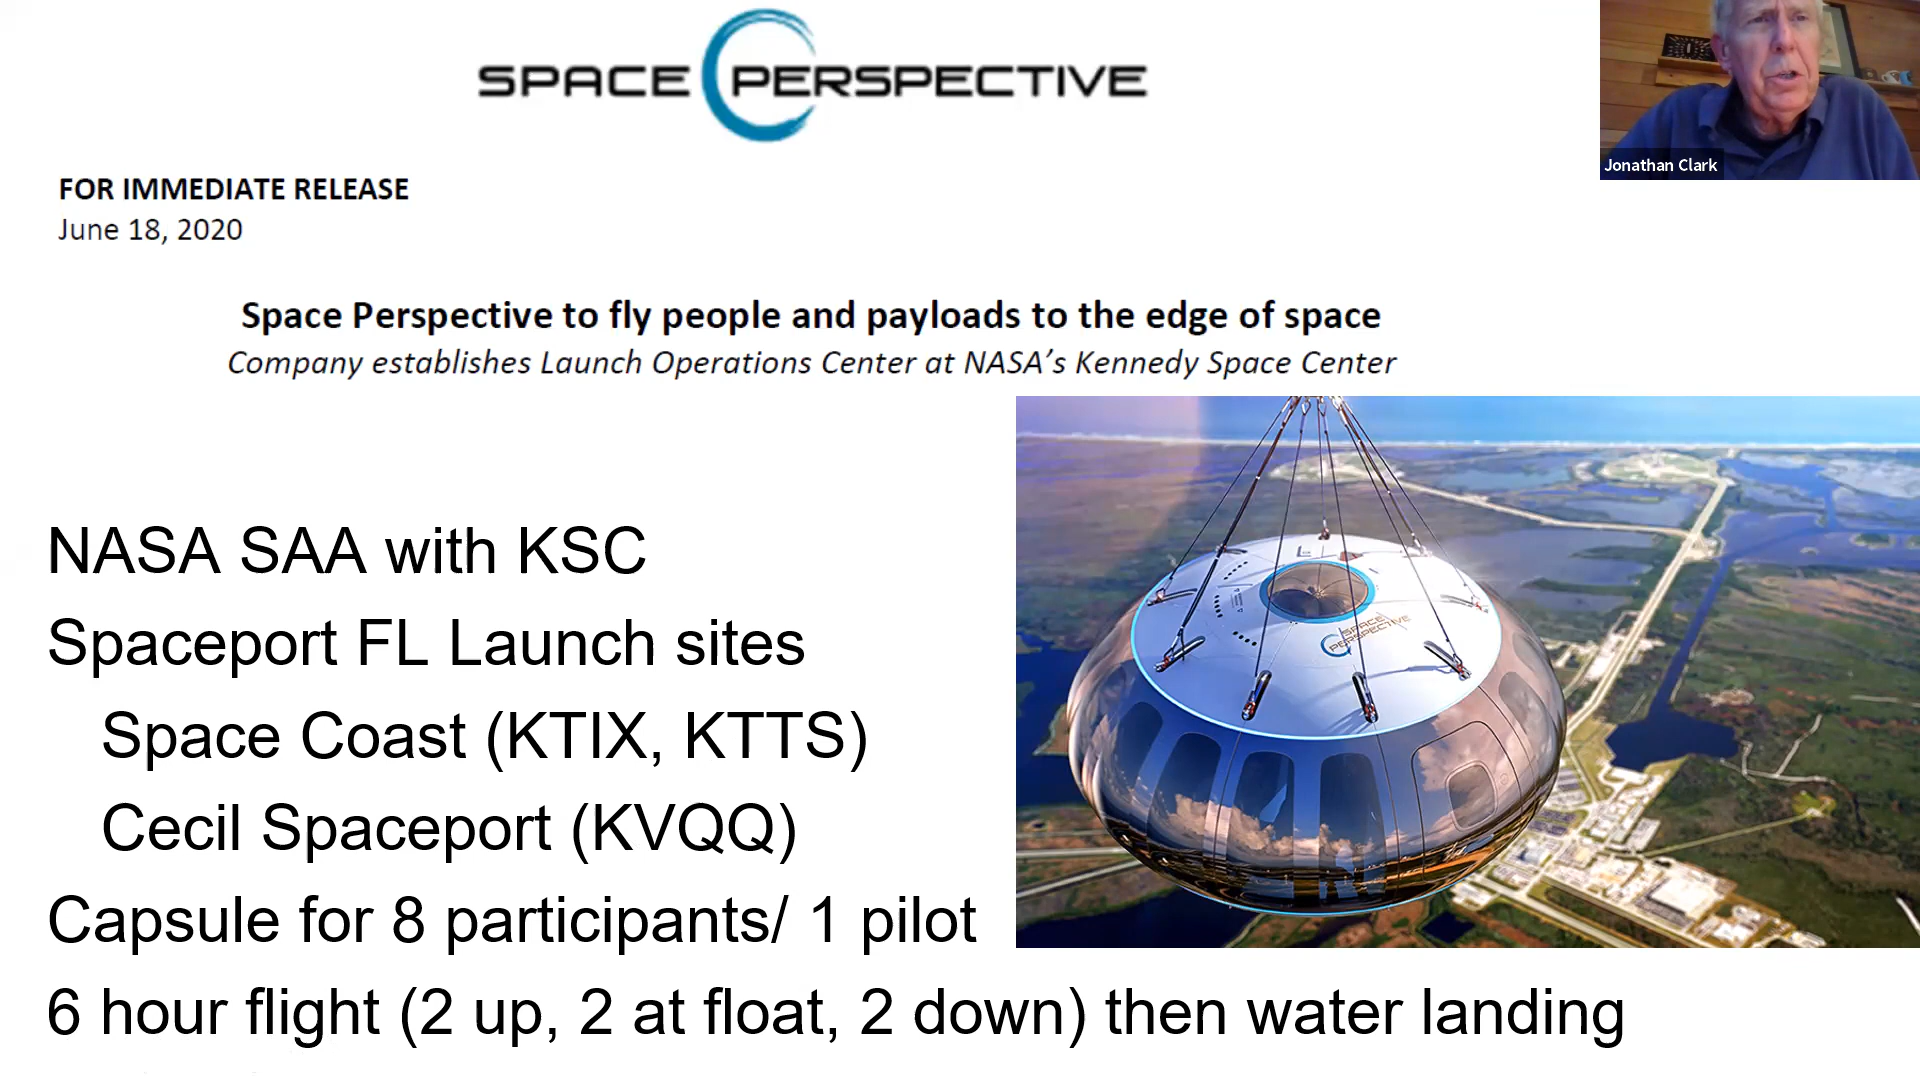 SPACE PERSPECTIVE
Jonathan Clark
FOR IMMEDIATE RELEASE
June 18, 2020
Space Perspective to fly people and payloads to the edge of space
Company establishes Launch Operations Center at NASA's Kennedy Space Center
NASA SAA with KSC
Spaceport FL Launch sites
Space Coast (KTIX, KTTS)
Cecil Spaceport (KVQQ)
Capsule for 8 participants/ 1 pilot
6 hour flight (2 up, 2 at float, 2 down) then water landing
SPACE
PERSPECTIVE